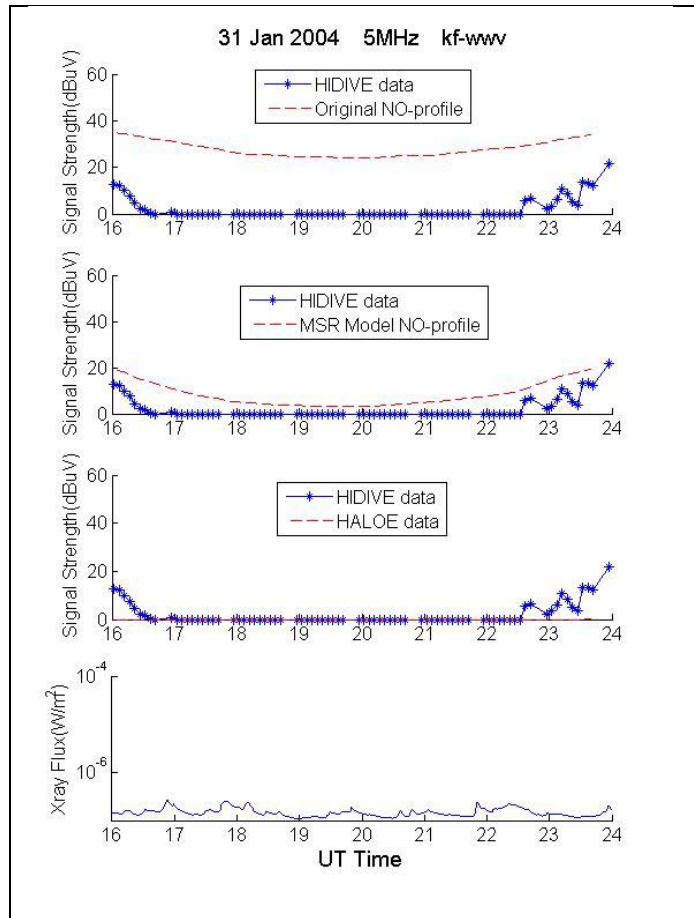 31 Jan 2004 5MHz kf-wwv
Signal Strength(dBuV)
60
40
20
0
HIDIVE data
Original NO-profile
16 17 18 19 20 21 22 23 24
Signal Strength(dBuV)
60
40
20
0
HIDIVE data
MSR Model NO-profile
16 17 18 19 20 21 22 23 24
Signal Strength(dBuV)
60
40
20
0
HIDIVE data
HALOE data
16 17 18 19 20 21 22 23 24
Xray Flux(W/m²)
10⁻⁴
10⁻⁶
16 17 18 19 20 21 22 23 24
UT Time